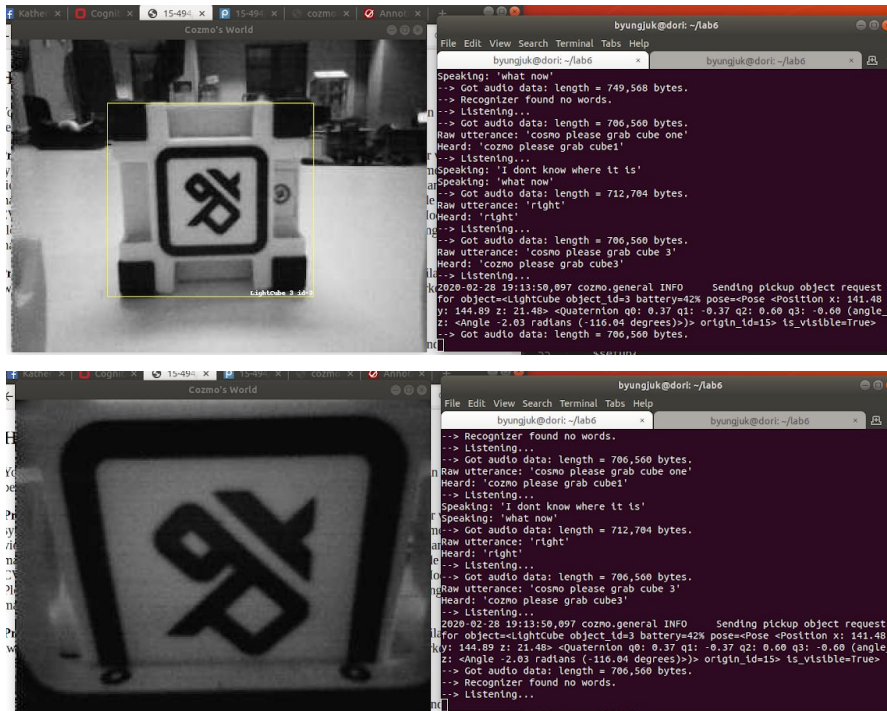 Kather
Cognit
15-494
15-494
cozmo
Annot
Cozmo's World
LightCube 3 id=3
byungjuk@dori: ~/lab6
File Edit View Search Terminal Tabs Help
byungjuk@dori: ~/lab6
byungjuk@dori: ~/lab6
Speaking: 'what now'
--> Got audio data: length = 749,568 bytes.
--> Recognizer found no words.
--> Listening...
--> Got audio data: length = 706,560 bytes.
Raw utterance: 'cosmo please grab cube one'
Heard: 'cozmo please grab cube1'
--> Listening...
Speaking: 'I dont know where it is'
Speaking: 'what now'
--> Got audio data: length = 712,704 bytes.
Raw utterance: 'right'
Heard: 'right'
--> Listening...
--> Got audio data: length = 706,560 bytes.
Raw utterance: 'cosmo please grab cube 3'
Heard: 'cozmo please grab cube3'
--> Listening...
2020-02-28 19:13:50,097 cozmo.general INFO Sending pickup object request
for object=<LightCube object_id=3 battery=42% pose=<Pose <Position x: 141.48
y: 144.89 z: 21.48> <Quaternion q0: 0.37 q1: -0.37 q2: 0.60 q3: -0.60 (angle_
z: <Angle -2.03 radians (-116.04 degrees)>)> origin_id=15> is_visible=True>
--> Got audio data: length = 706,560 bytes.
Kather
Cognit
15-494
15-494
cozmo
Annot
Cozmo's World
byungjuk@dori: ~/lab6
File Edit View Search Terminal Tabs Help
byungjuk@dori: ~/lab6
byungjuk@dori: ~/lab6
--> Recognizer found no words.
--> Listening...
--> Got audio data: length = 706,560 bytes.
Raw utterance: 'cosmo please grab cube one'
Heard: 'cozmo please grab cube1'
--> Listening...
Speaking: 'I dont know where it is'
Speaking: 'what now'
--> Got audio data: length = 712,704 bytes.
Raw utterance: 'right'
Heard: 'right'
--> Listening...
--> Got audio data: length = 706,560 bytes.
Raw utterance: 'cosmo please grab cube 3'
Heard: 'cozmo please grab cube3'
--> Listening...
2020-02-28 19:13:50,097 cozmo.general INFO Sending pickup object request
for object=<LightCube object_id=3 battery=42% pose=<Pose <Position x: 141.48
y: 144.89 z: 21.48> <Quaternion q0: 0.37 q1: -0.37 q2: 0.60 q3: -0.60 (angle_
z: <Angle -2.03 radians (-116.04 degrees)>)> origin_id=15> is_visible=True>
--> Got audio data: length = 706,560 bytes.
--> Recognizer found no words.
--> Listening...